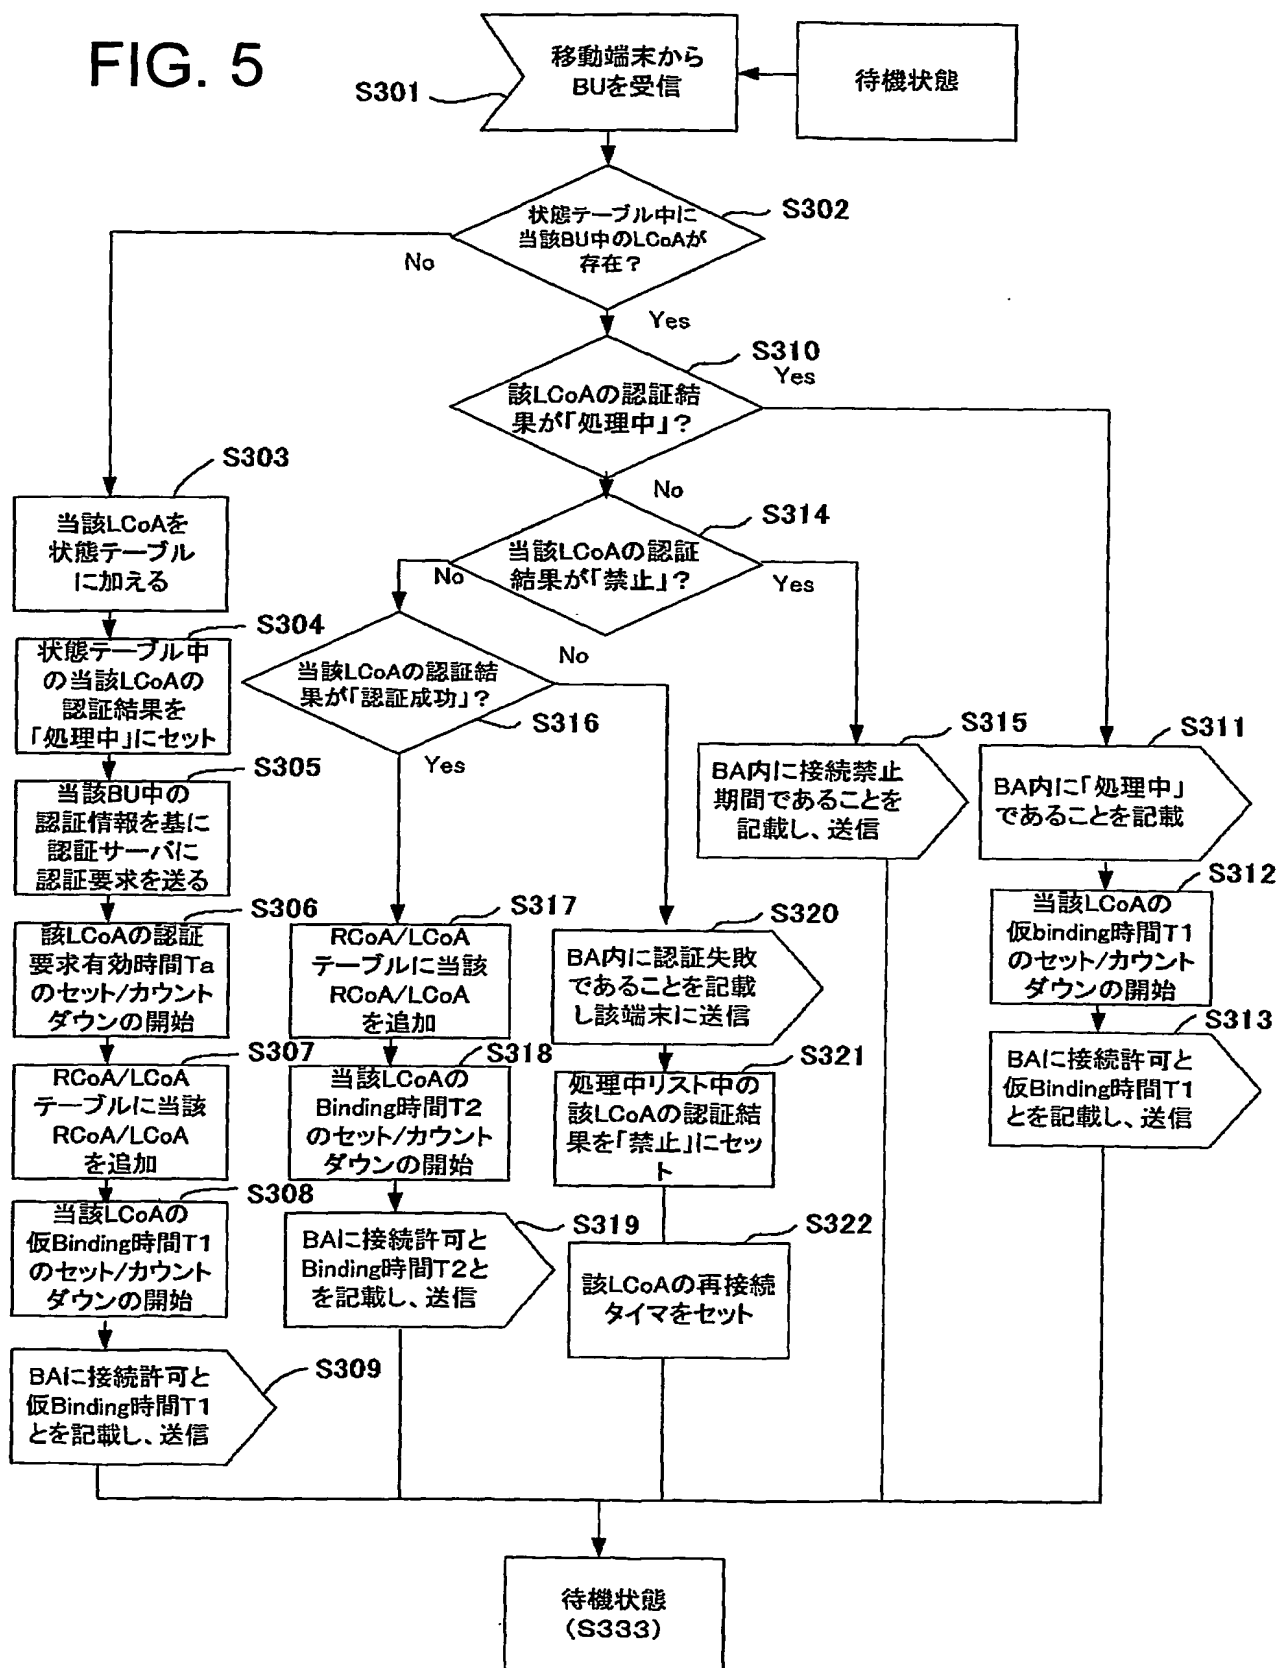 FIG. 5
移動端末から
BUを受信
待機状態
S301
状態テーブル中に
当該BU中のLCoAが
存在?
S302
No
Yes
S310
該LCoAの認証結
果が「処理中」?
Yes
No
S303
当該LCoAを
状態テーブル
に加える
S314
当該LCoAの認証
結果が「禁止」?
No
Yes
S304
状態テーブル中
の当該LCoAの
認証結果を
「処理中」にセット
当該LCoAの認証結
果が「認証成功」?
No
S316
Yes
S315
BA内に接続禁止
期間であることを
記載し、送信
S311
BA内に「処理中」
であることを記載
S305
当該BU中の
認証情報を基に
認証サーバに
認証要求を送る
S312
当該LCoAの
仮binding時間T1
のセット/カウント
ダウンの開始
S306
該LCoAの認証
要求有効時間Ta
のセット/カウント
ダウンの開始
S317
RCoA/LCoA
テーブルに当該
RCoA/LCoA
を追加
S320
BA内に認証失敗
であることを記載
し該端末に送信
S313
BAに接続許可と
仮Binding時間T1
とを記載し、送信
S307
RCoA/LCoA
テーブルに当該
RCoA/LCoA
を追加
S318
当該LCoAの
Binding時間T2
のセット/カウント
ダウンの開始
S321
処理中リスト中の
該LCoAの認証結
果を「禁止」にセッ
ト
S308
当該LCoAの
仮Binding時間T1
のセット/カウント
ダウンの開始
S319
BAに接続許可と
Binding時間T2と
を記載し、送信
S322
該LCoAの再接続
タイマをセット
S309
BAに接続許可と
仮Binding時間T1
とを記載し、送信
待機状態
(S333)